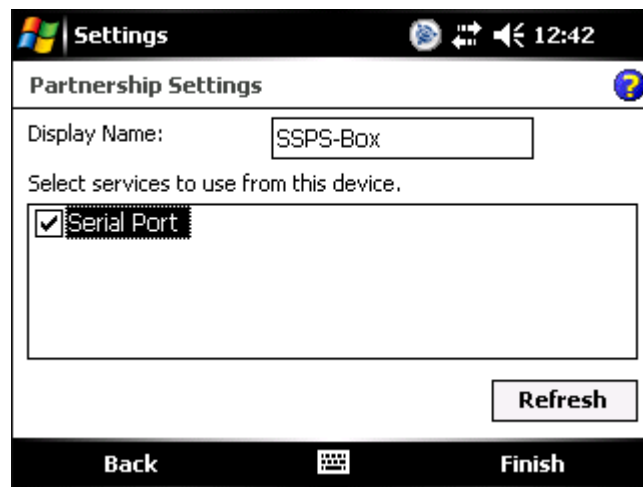 Settings 12:42
Partnership Settings ?
Display Name: SSPS-Box
Select services to use from this device.
Serial Port
Refresh
Back Finish